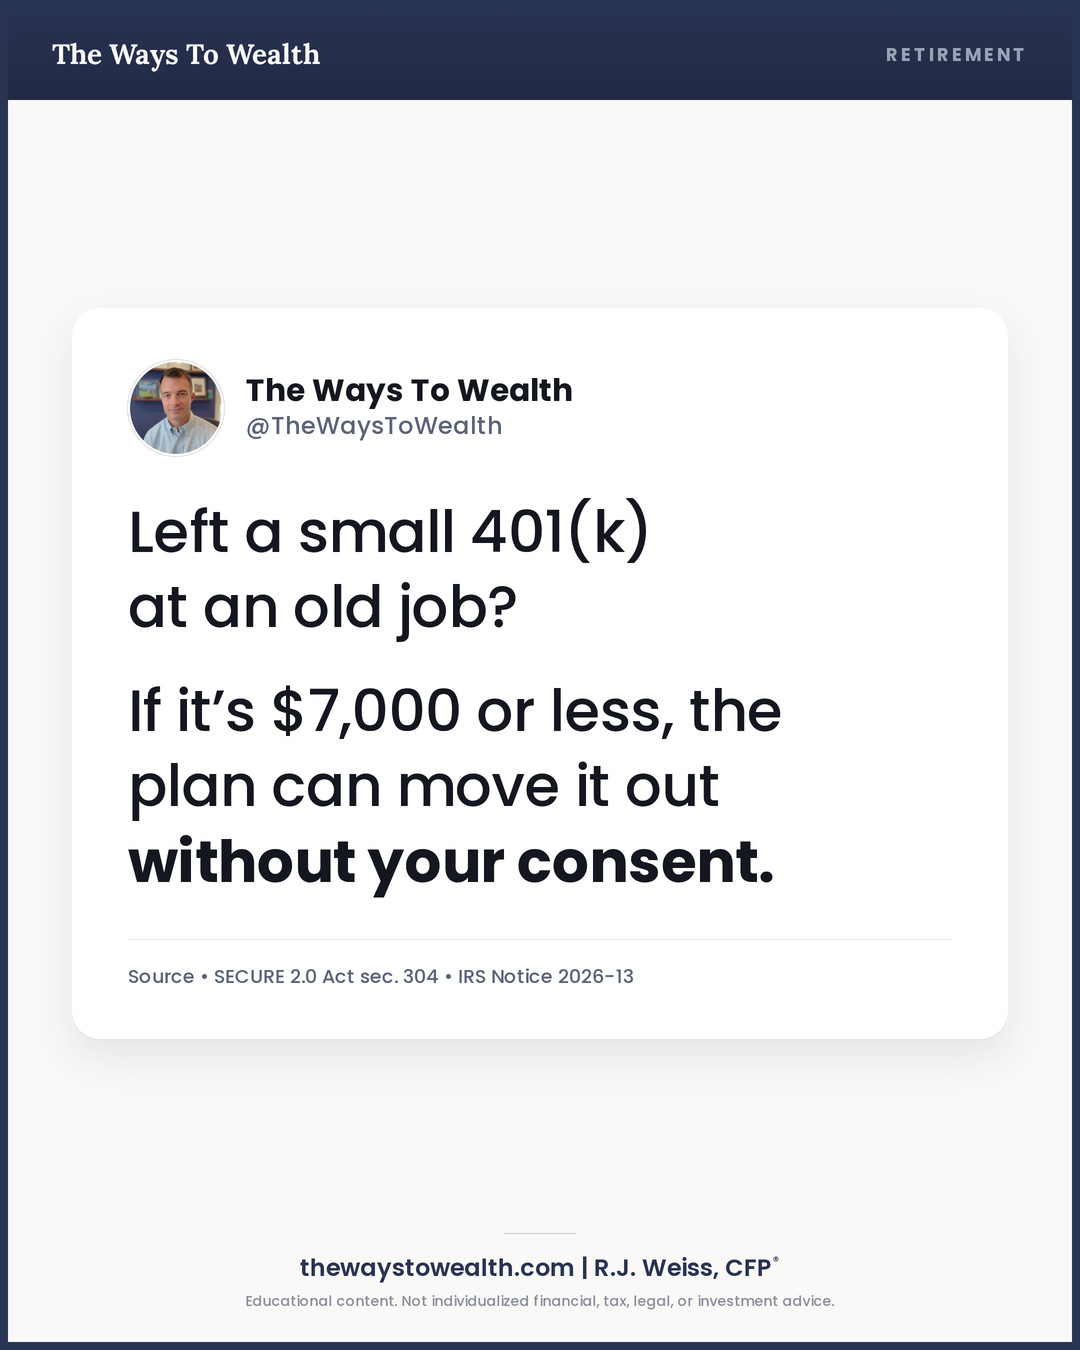 The Ways To Wealth
RETIREMENT
The Ways To Wealth
@TheWaysToWealth
Left a small 401(k)
at an old job?
If it’s $7,000 or less, the
plan can move it out
without your consent.
Source • SECURE 2.0 Act sec. 304 • IRS Notice 2026-13
thewaystowealth.com | R.J. Weiss, CFP®
Educational content. Not individualized financial, tax, legal, or investment advice.